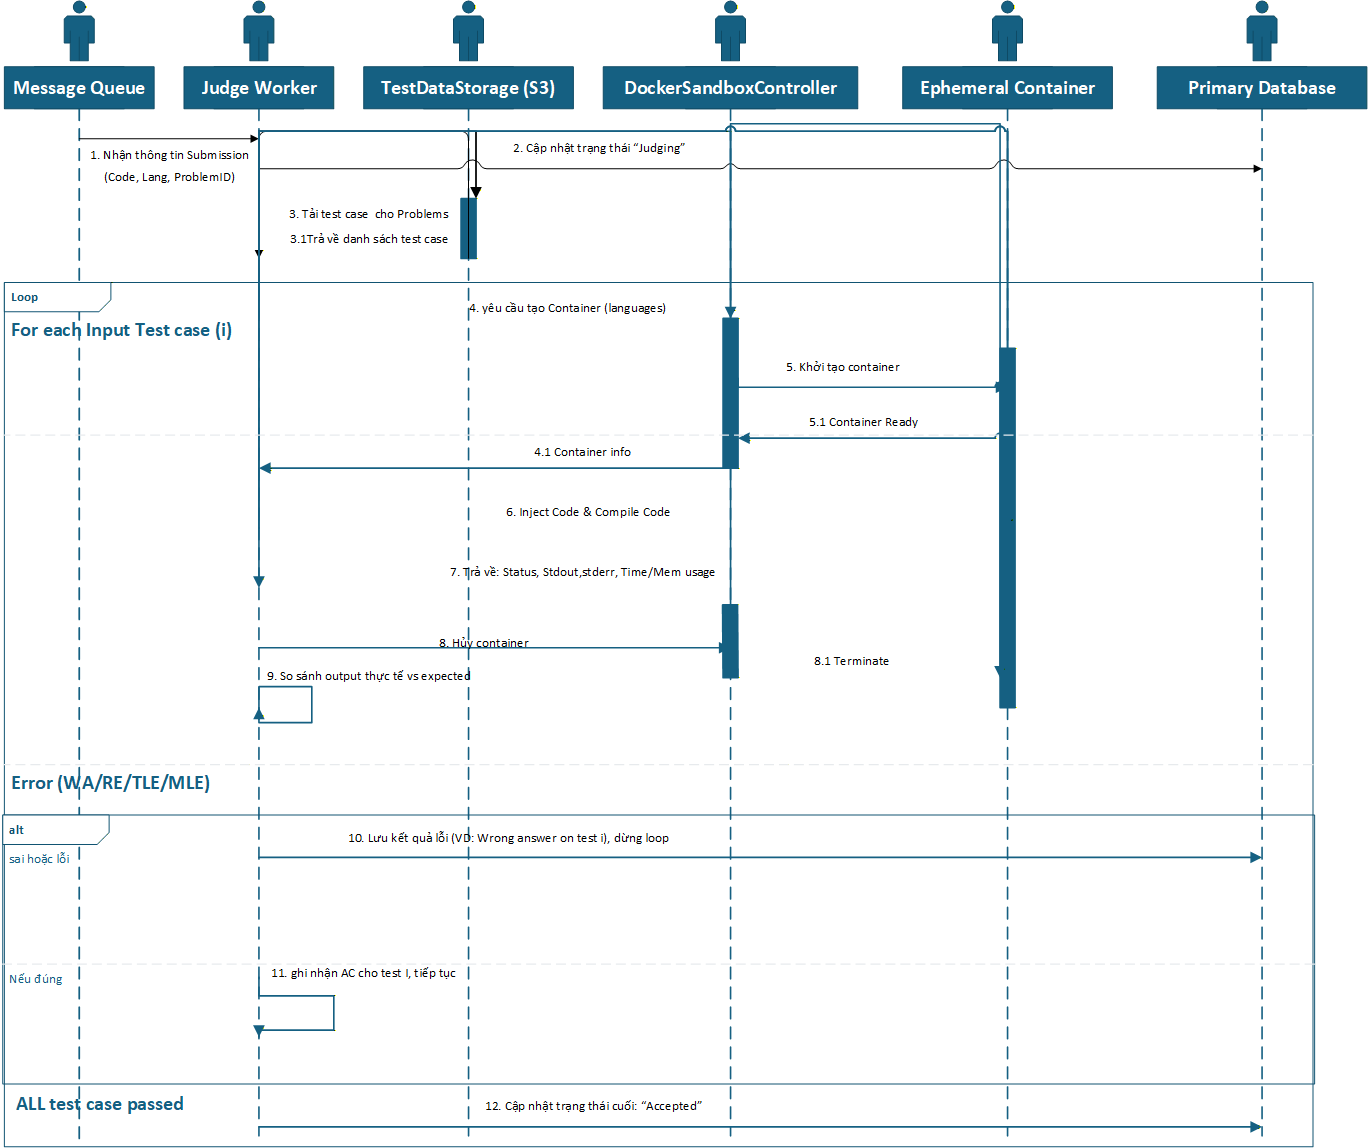 Message Queue
Judge Worker
TestDataStorage (S3)
DockerSandboxController
Ephemeral Container
Primary Database
1. Nhận thông tin Submission
(Code, Lang, ProblemID)
2. Cập nhật trạng thái “Judging”
3. Tải test case cho Problems
3.1Trả về danh sách test case
Loop
For each Input Test case (i)
4. yêu cầu tạo Container (languages)
5. Khởi tạo container
5.1 Container Ready
4.1 Container info
6. Inject Code & Compile Code
7. Trả về: Status, Stdout,stderr, Time/Mem usage
8. Hủy container
8.1 Terminate
9. So sánh output thực tế vs expected
Error (WA/RE/TLE/MLE)
alt
sai hoặc lỗi
10. Lưu kết quả lỗi (VD: Wrong answer on test i), dừng loop
Nếu đúng
11. ghi nhận AC cho test I, tiếp tục
ALL test case passed
12. Cập nhật trạng thái cuối: “Accepted”